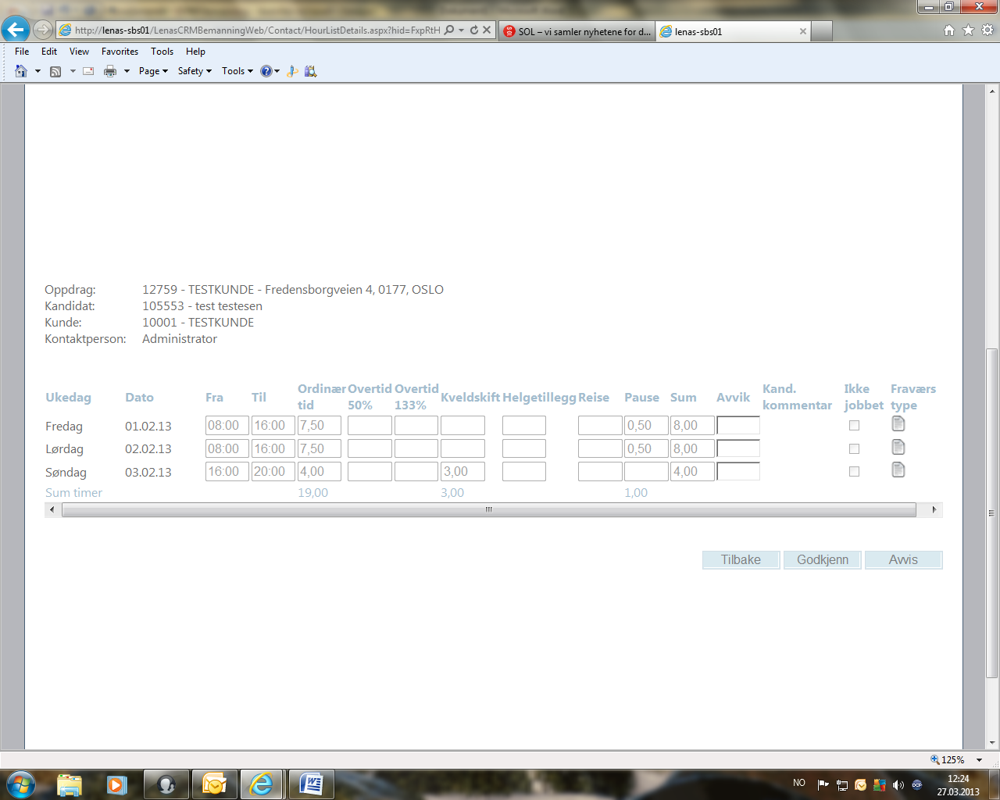 http://lenas-sbs01/LenasCRMBemanningWeb/Contact/HourListDetails.aspx?hid=FxpRtH
SOL – vi samler nyhetene for d...
lenas-sbs01
File Edit View Favorites Tools Help
Page Safety Tools
Oppdrag: 12759 - TESTKUNDE - Fredensborgveien 4, 0177, OSLO
Kandidat: 105553 - test testesen
Kunde: 10001 - TESTKUNDE
Kontaktperson: Administrator
Ukedag Dato Fra Til Ordinær tid Overtid 50% Overtid 133% Kveldskift Helgetillegg Reise Pause Sum Avvik Kand. kommentar Ikke jobbet Fraværs type
Fredag 01.02.13 08:00 16:00 7,50 0,50 8,00
Lørdag 02.02.13 08:00 16:00 7,50 0,50 8,00
Søndag 03.02.13 16:00 20:00 4,00 3,00 4,00
Sum timer 19,00 3,00 1,00
Tilbake Godkjenn Avvis
125%
NO
12:24
27.03.2013